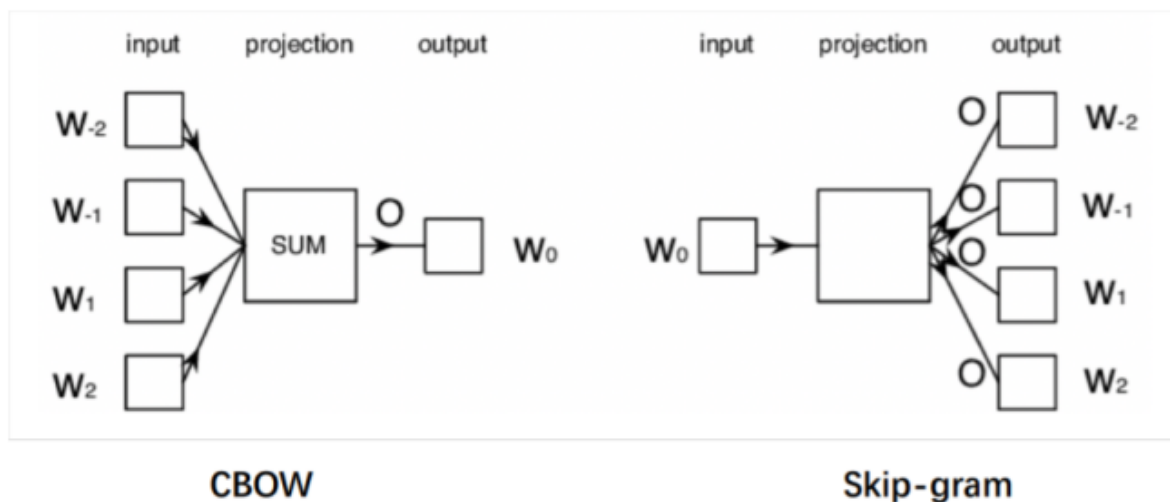 input projection output input projection output
W-2 O W-2
W-1 O O W-1
SUM W0 W0
W1 O W1
W2 O W2
CBOW Skip-gram